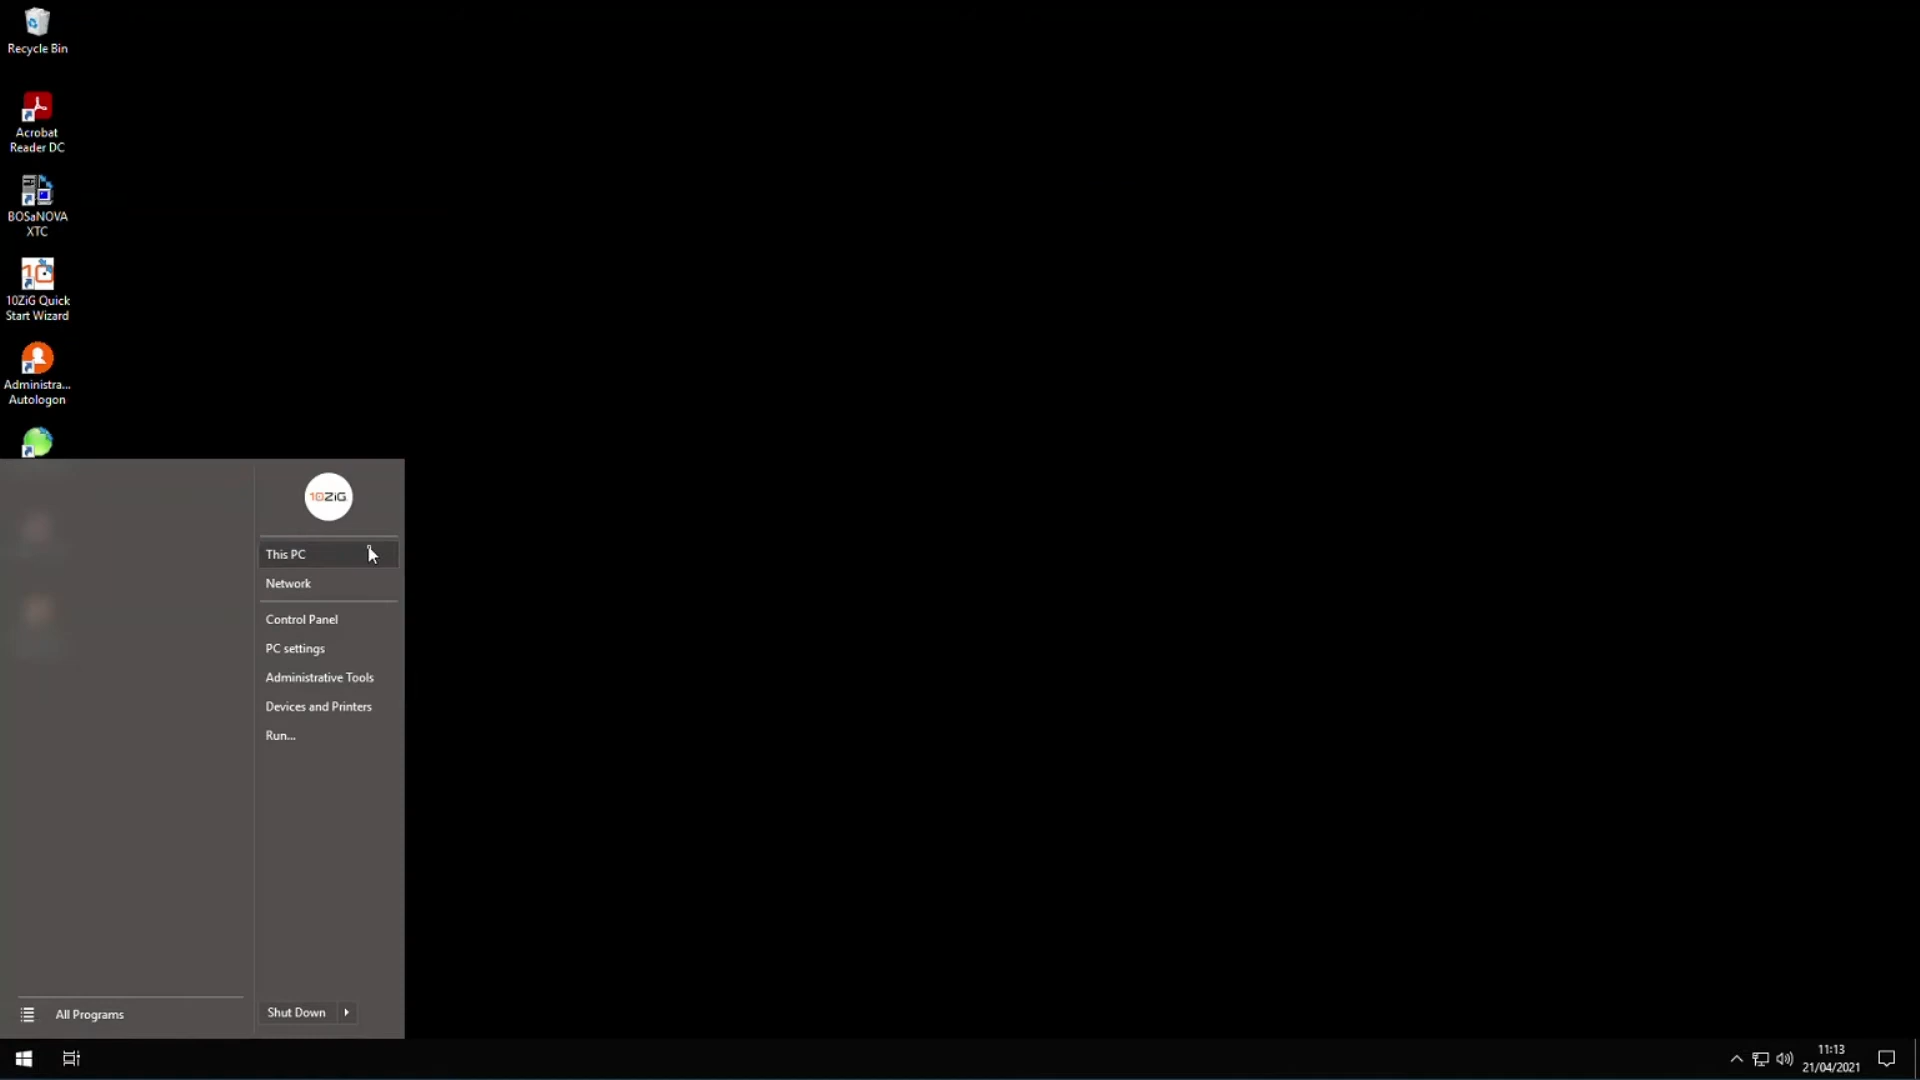 Recycle Bin
Acrobat
Reader DC
BOSaNOVA
XTC
10ZiG Quick
Start Wizard
Administra...
Autologon
10ZiG
This PC
Network
Control Panel
PC settings
Administrative Tools
Devices and Printers
Run...
All Programs
Shut Down
11:13
21/04/2021